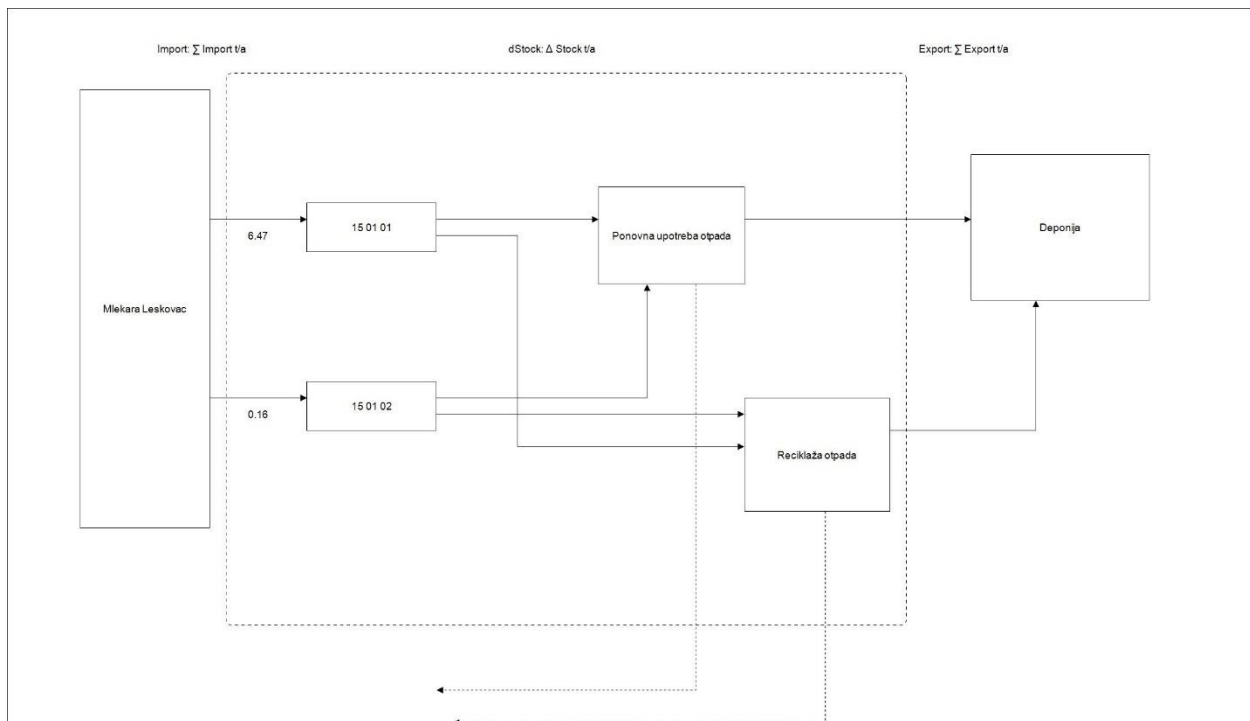 Import: ∑ Import t/a
dStock: Δ Stock t/a
Export: ∑ Export t/a
15 01 01
6.47
Ponovna upotreba otpada
Deponija
Mlekara Leskovac
15 01 02
0.16
Reciklaža otpada